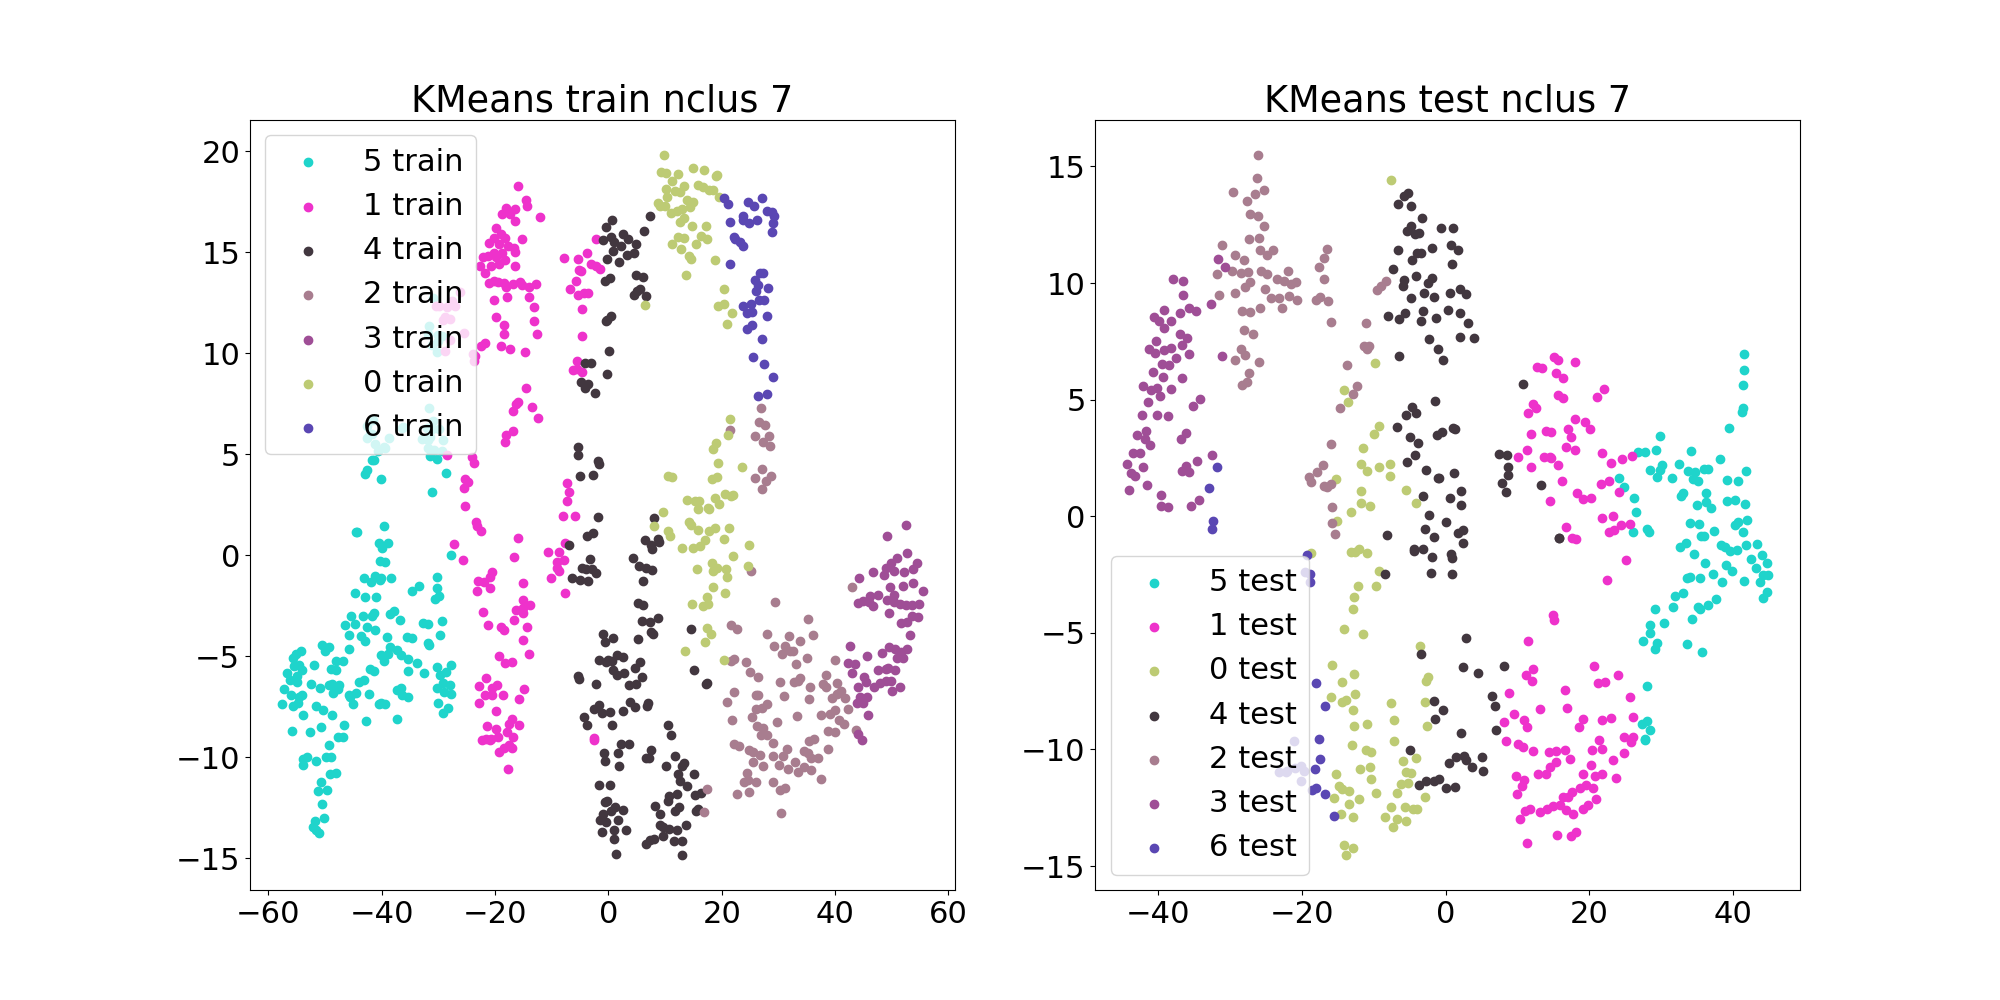 KMeans train nclus 7
20
15
10
5
0
−5
−10
−15
−60 −40 −20 0 20 40 60
5 train
1 train
4 train
2 train
3 train
0 train
6 train
KMeans test nclus 7
15
10
5
0
−5
−10
−15
−40 −20 0 20 40
5 test
1 test
0 test
4 test
2 test
3 test
6 test